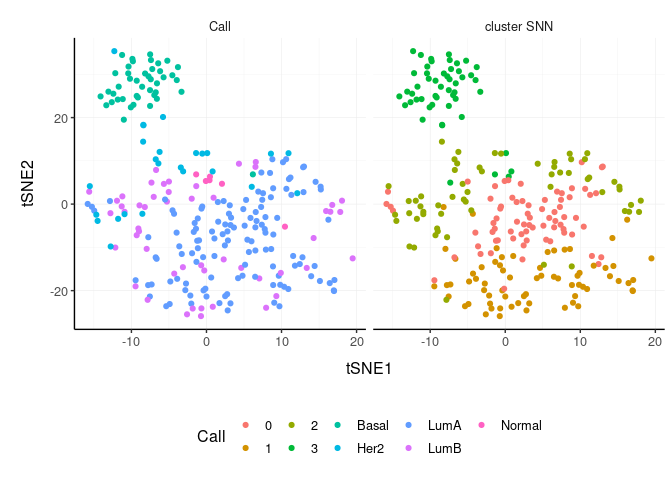 Call cluster SNN
20
0
-20
tSNE2
-10 0 10 20 -10 0 10 20
tSNE1
Call 0 2 Basal LumA Normal
1 3 Her2 LumB